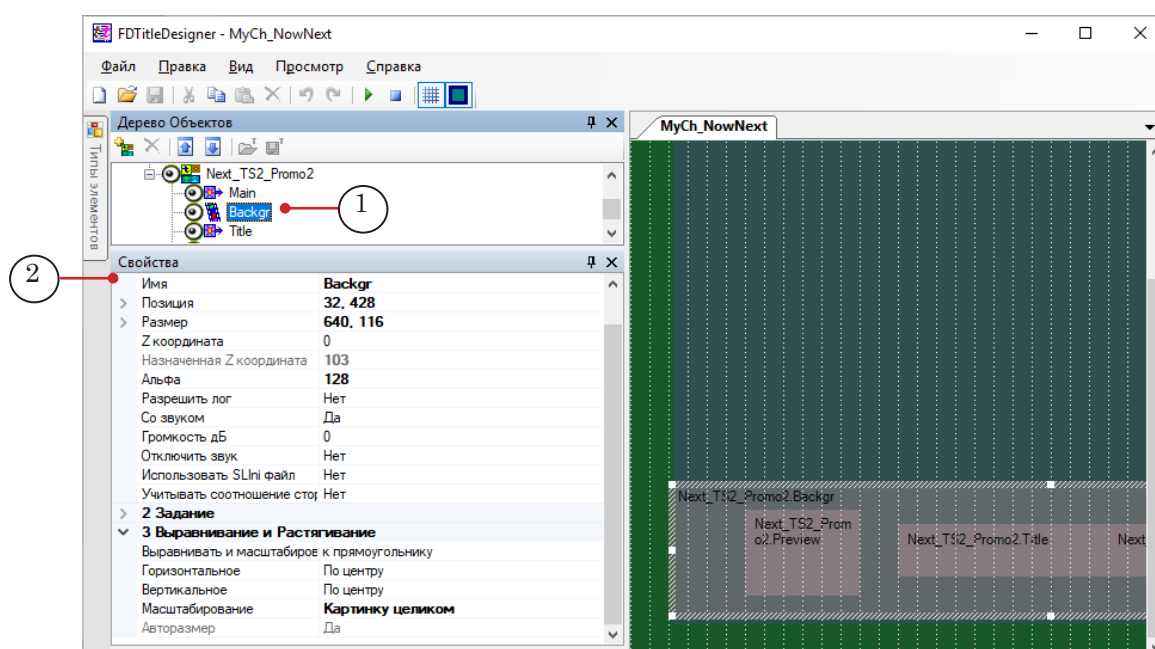 FDTitleDesigner - MyCh_NowNext
Файл Правка Вид Просмотр Справка
Дерево Объектов
MyCh_NowNext
Типы элементов
Next_TS2_Promo2
Main
Backgr
Title
1
2
Свойства
Имя Backgr
Позиция 32, 428
Размер 640, 116
Z координата 0
Назначенная Z координата 103
Альфа 128
Разрешить лог Нет
Со звуком Да
Громкость дБ 0
Отключить звук Нет
Использовать SLIni файл Нет
Учитывать соотношение стор Нет
2 Задание
3 Выравнивание и Растягивание
Выравнивать и масштабиров к прямоугольнику
Горизонтальное По центру
Вертикальное По центру
Масштабирование Картинку целиком
Авторазмер Да
Next_TS2_Promo2.Backgr
Next_TS2_Prom
o2.Preview
Next_TS2_Promo2.Title
Next